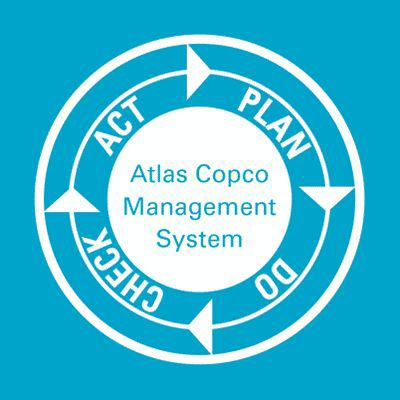 PLAN
DO
CHECK
ACT
Atlas Copco
Management
System